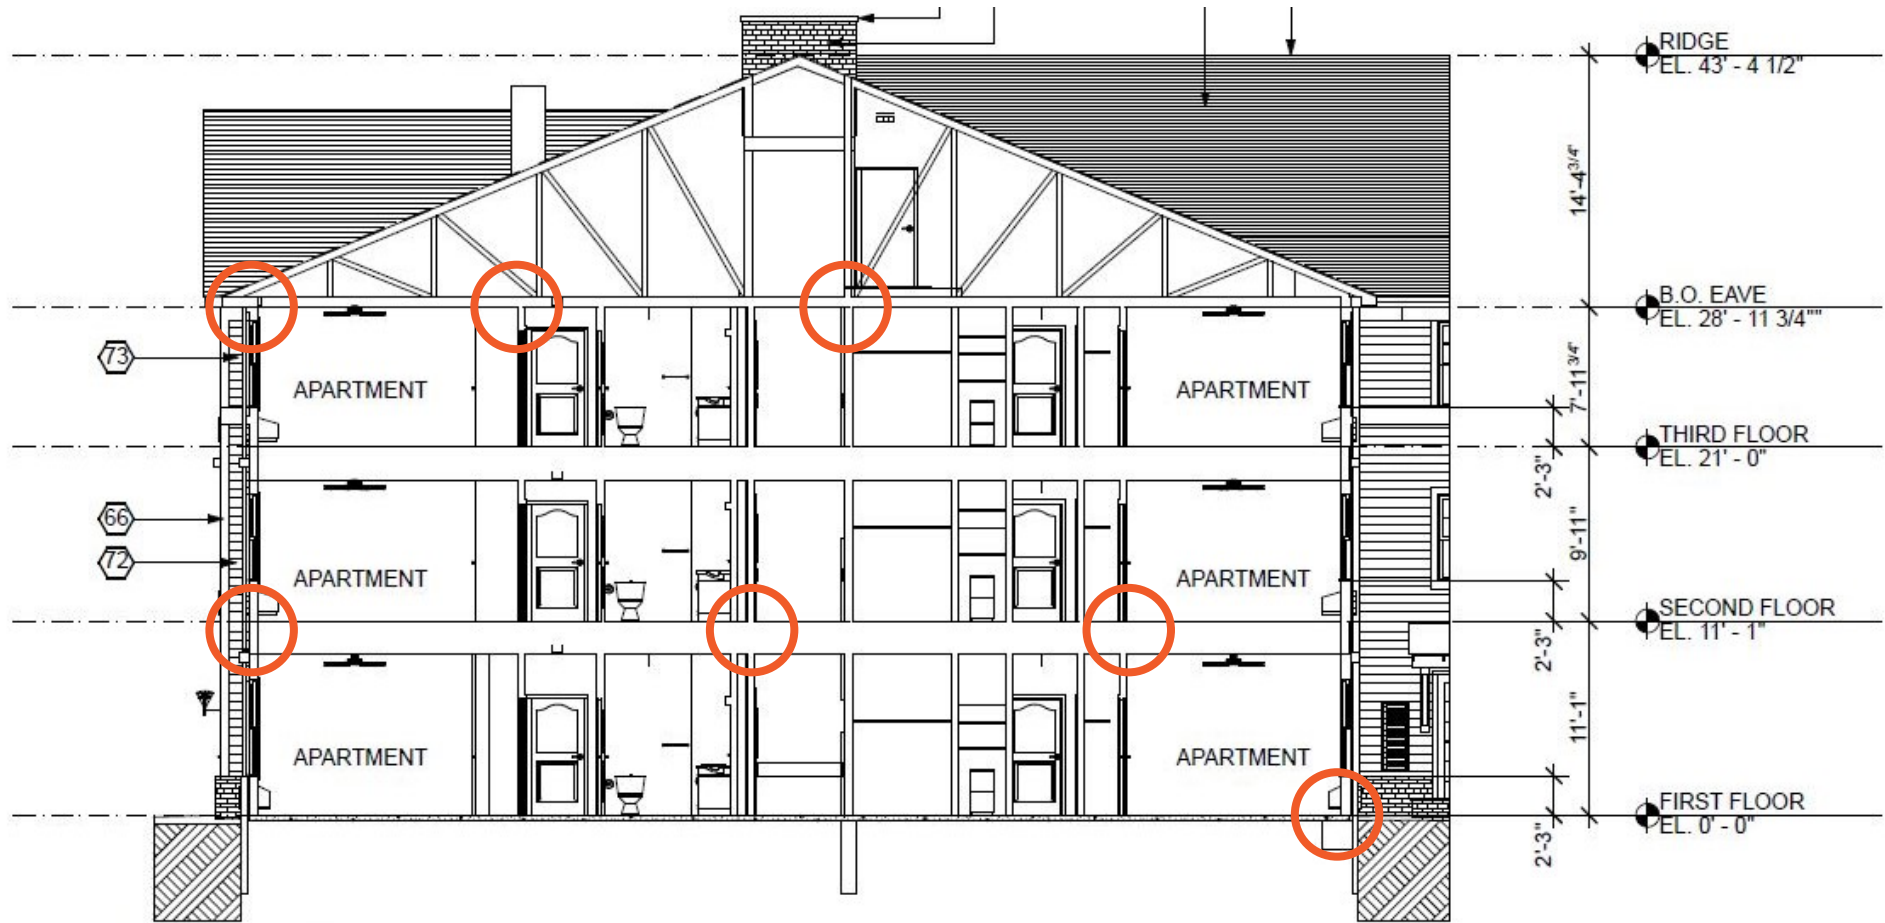 RIDGE
EL. 43' - 4 1/2"
14'-4 3/4"
B.O. EAVE
EL. 28' - 11 3/4""
73
APARTMENT
APARTMENT
7'-11 3/4"
THIRD FLOOR
EL. 21' - 0"
2'-3"
66
72
9'-11"
APARTMENT
APARTMENT
SECOND FLOOR
EL. 11' - 1"
2'-3"
11'-1"
APARTMENT
APARTMENT
FIRST FLOOR
EL. 0' - 0"
2'-3"